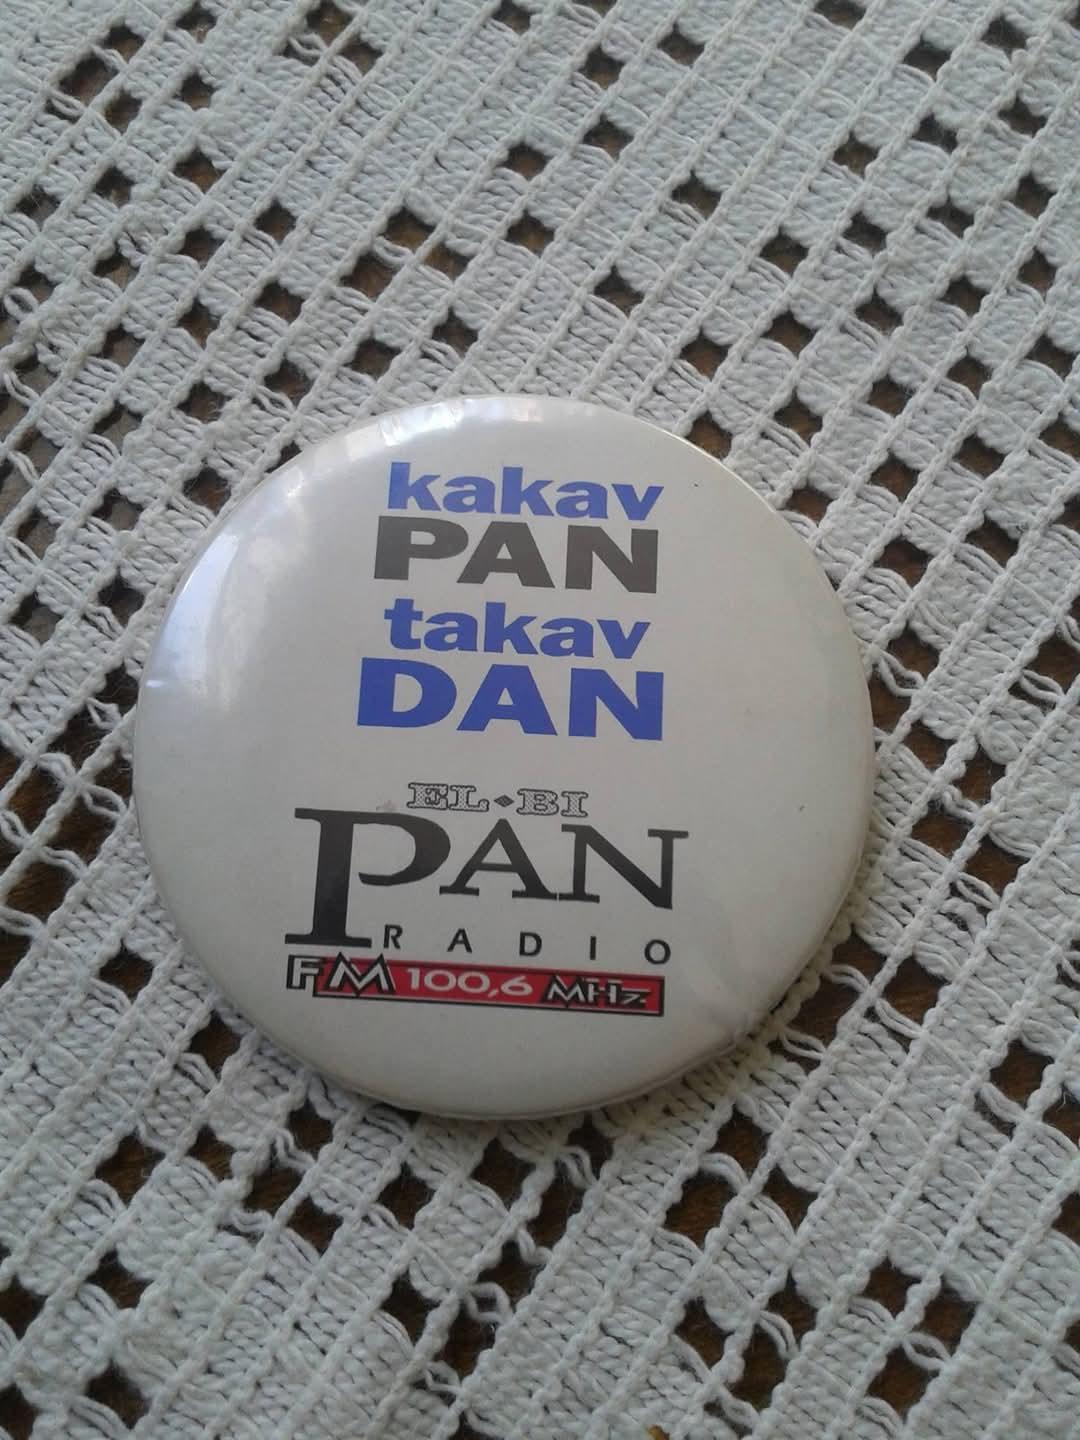 kakav
PAN
takav
DAN
EL◆BI
PAN
RADIO
FM 100,6 MHz